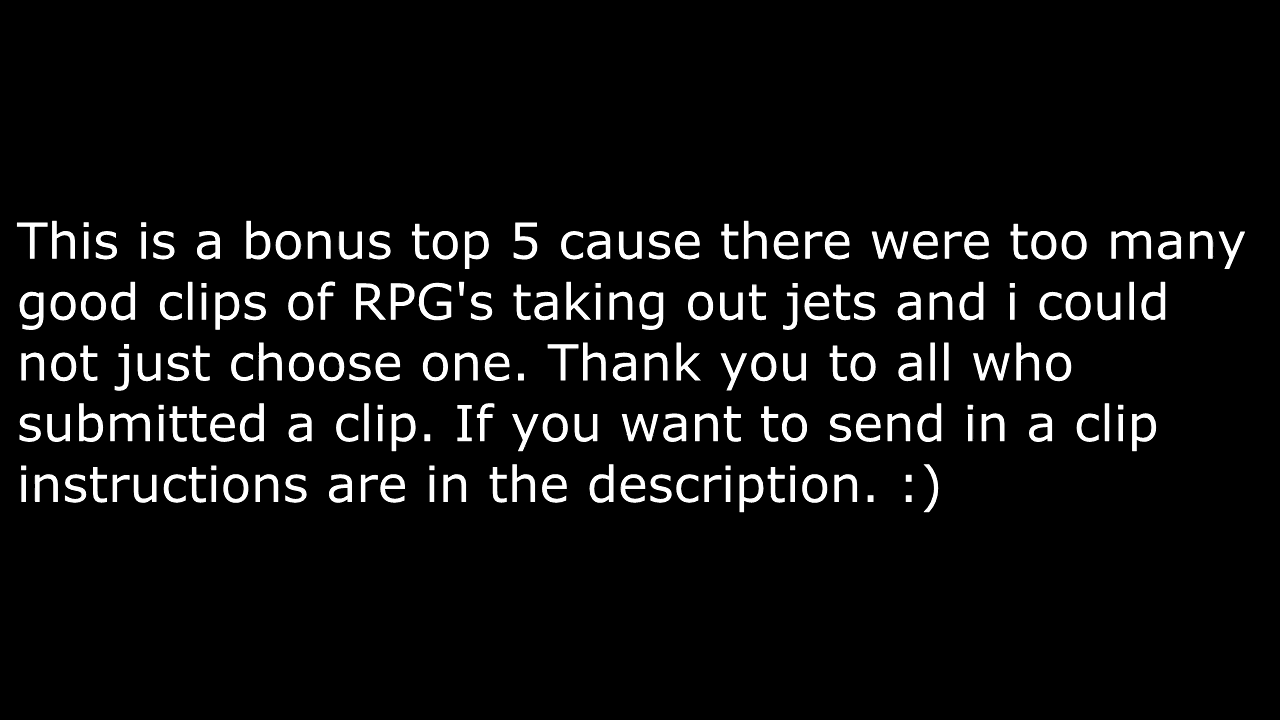 This is a bonus top 5 cause there were too many
good clips of RPG's taking out jets and i could
not just choose one. Thank you to all who
submitted a clip. If you want to send in a clip
instructions are in the description. :)